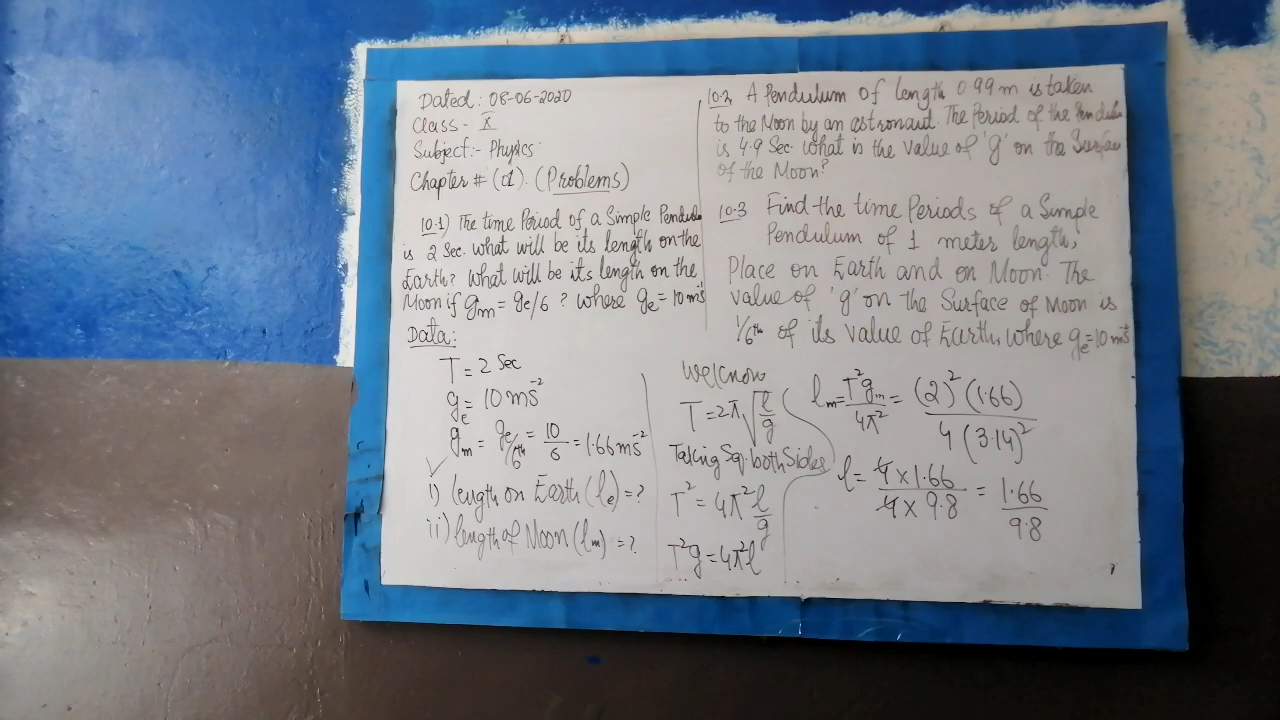 Dated: 08-06-2020
Class - X
Subject:- Physics
Chapter # (01). (Problems)
10.1) The time Period of a Simple Pendulu
is 2 Sec. what will be its length on the
Earth? What will be its length on the
Moon if gm = ge/6 ? where ge = 10 ms⁻¹
Data:
T = 2 Sec
ge = 10 ms⁻²
gm = ge/6th = 10/6 = 1.66 ms⁻²
i) length on Earth (le) = ?
ii) length of Moon (lm) = ?
10.2 A Pendulum of length 0.99 m is taken
to the Moon by an astronaut. The Period of the Pendulu
is 4.9 Sec. what is the value of 'g' on the Surface
of the Moon?
10.3 Find the time Periods of a Simple
Pendulum of 1 meter length,
Place on Earth and on Moon. The
value of 'g' on the Surface of Moon is
1/6th of its value of Earth, where ge = 10 ms⁻²
we know
T = 2π√l/g
Taking Sq. both Sides
T² = 4π² l/g
T²g = 4π²l
lm = T²gm/4π² = (2)² (1.66)/4 (3.14)²
l = 4 x 1.66/4 x 9.8 = 1.66/9.8